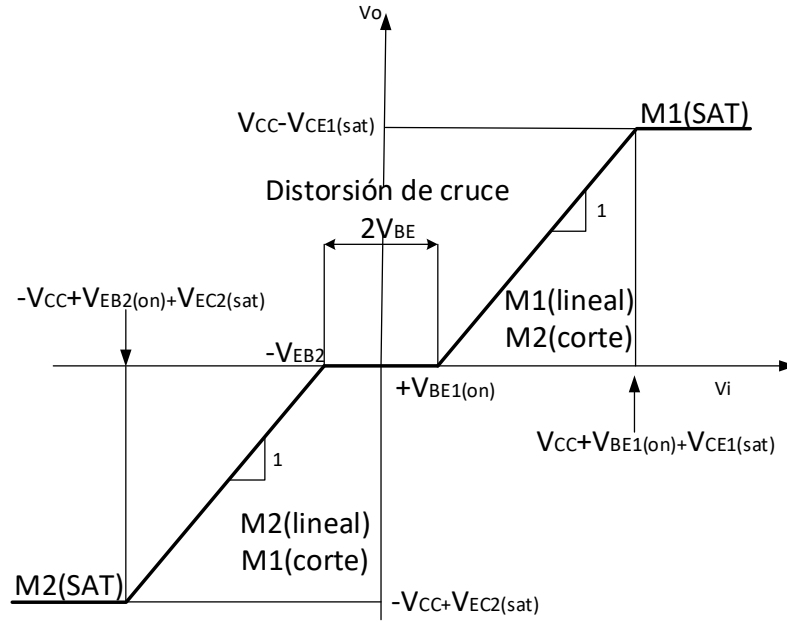 Vo
VCC-VCE1(sat)
M1(SAT)
Distorsión de cruce
2VBE
1
-VCC+VEB2(on)+VEC2(sat)
M1(lineal)
M2(corte)
-VEB2
+VBE1(on)
Vi
VCC+VBE1(on)+VCE1(sat)
1
M2(lineal)
M1(corte)
M2(SAT)
-VCC+VEC2(sat)